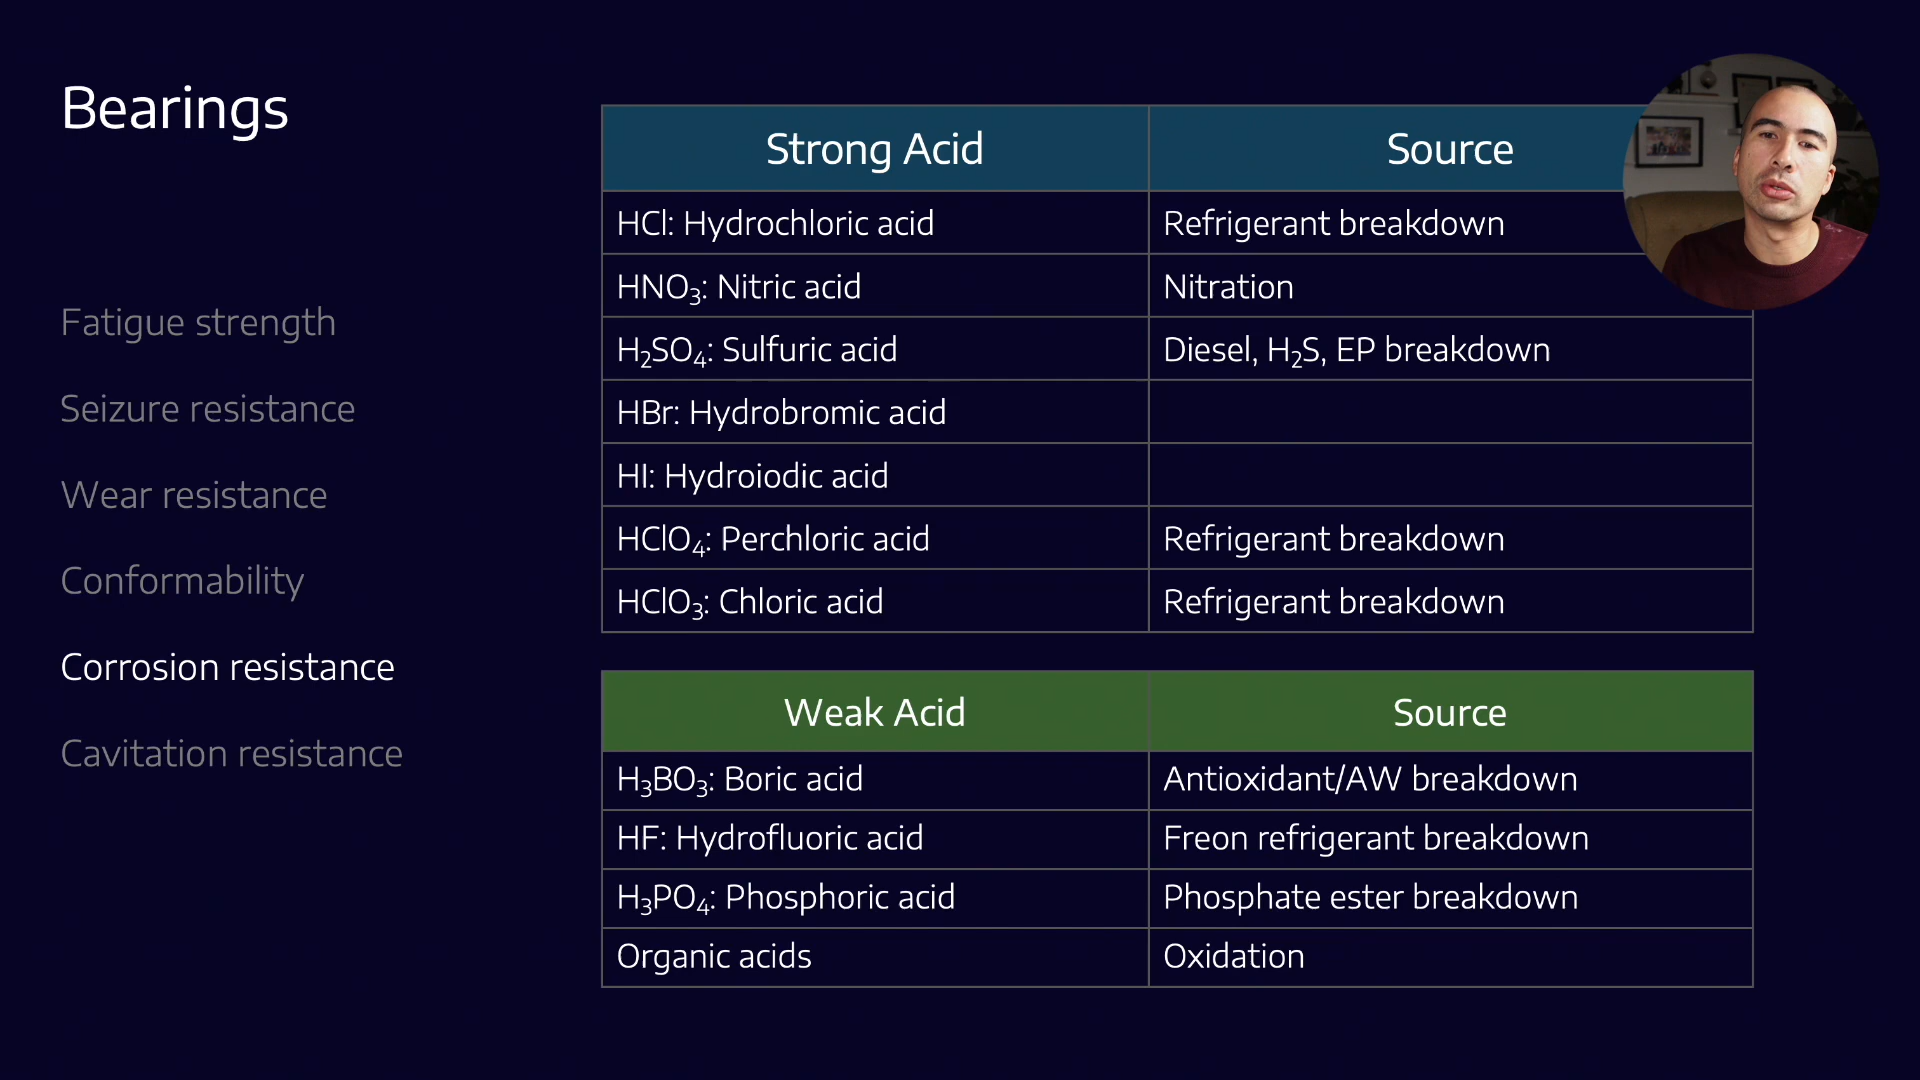 Bearings
Fatigue strength
Seizure resistance
Wear resistance
Conformability
Corrosion resistance
Cavitation resistance
Strong Acid Source
HCl: Hydrochloric acid Refrigerant breakdown
HNO₃: Nitric acid Nitration
H₂SO₄: Sulfuric acid Diesel, H₂S, EP breakdown
HBr: Hydrobromic acid
HI: Hydroiodic acid
HClO₄: Perchloric acid Refrigerant breakdown
HClO₃: Chloric acid Refrigerant breakdown
Weak Acid Source
H₃BO₃: Boric acid Antioxidant/AW breakdown
HF: Hydrofluoric acid Freon refrigerant breakdown
H₃PO₄: Phosphoric acid Phosphate ester breakdown
Organic acids Oxidation